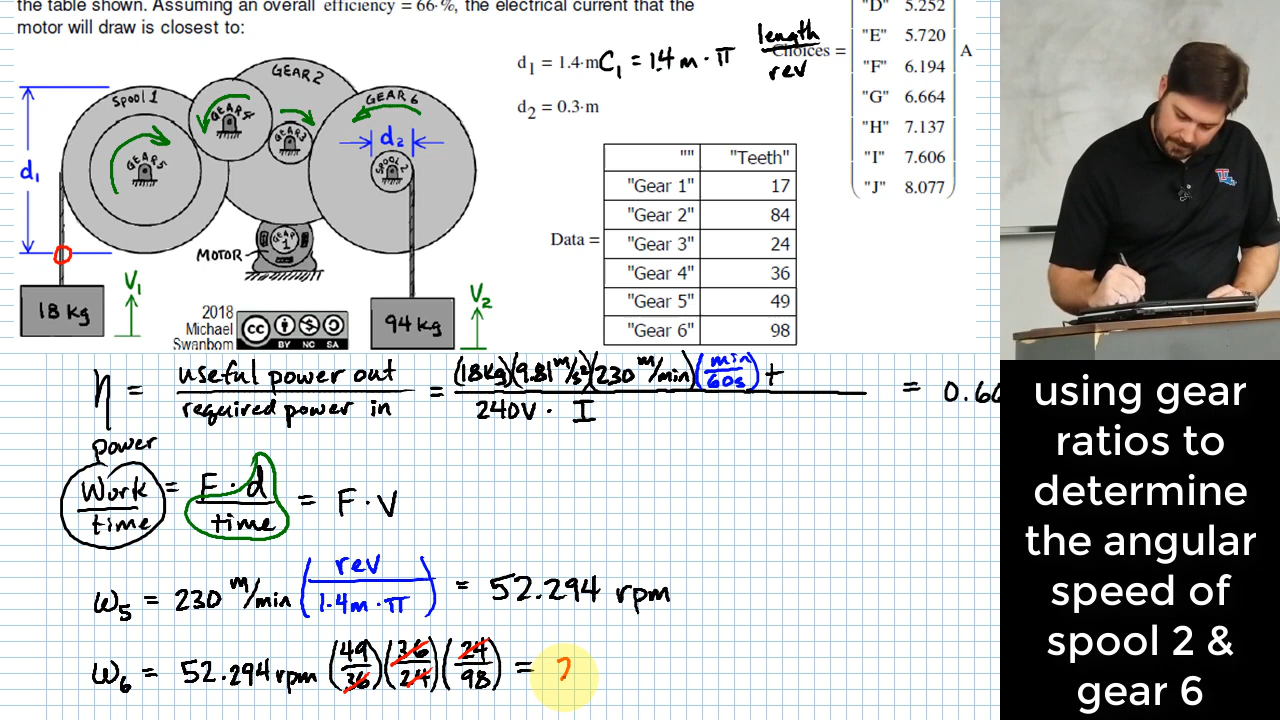 the table shown. Assuming an overall efficiency = 66·%, the electrical current that the
motor will draw is closest to:
d1 = 1.4·m C1 = 1.4 m · π length
rev
d2 = 0.3·m
Choices =
"D" 5.252
"E" 5.720
"F" 6.194
"G" 6.664
"H" 7.137
"I" 7.606
"J" 8.077
A
Spool 1
GEAR 2
GEAR 4
GEAR 3
GEAR 6
GEAR 5
SPOOL 2
d1
d2
MOTOR
GEAR 1
18 kg
V1
94 kg
V2
2018
Michael
Swanbom
cc
BY NC SA
Data =
"" "Teeth"
"Gear 1" 17
"Gear 2" 84
"Gear 3" 24
"Gear 4" 36
"Gear 5" 49
"Gear 6" 98
η = useful power out / required power in = (18kg)(9.81 m/s²)(230 m/min)(min/60s) + / 240V · I = 0.66
power
Work / time = F · d / time = F · V
ω5 = 230 m/min (rev / 1.4m · π) = 52.294 rpm
ω6 = 52.294 rpm (49/36)(36/24)(24/98) =
using gear
ratios to
determine
the angular
speed of
spool 2 &
gear 6